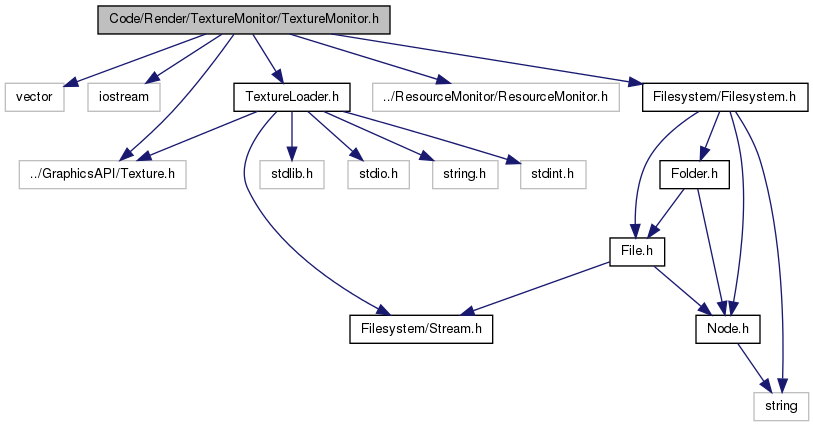 Code/Render/TextureMonitor/TextureMonitor.h
vector
iostream
TextureLoader.h
../ResourceMonitor/ResourceMonitor.h
Filesystem/Filesystem.h
../GraphicsAPI/Texture.h
stdlib.h
stdio.h
string.h
stdint.h
Folder.h
File.h
Filesystem/Stream.h
Node.h
string